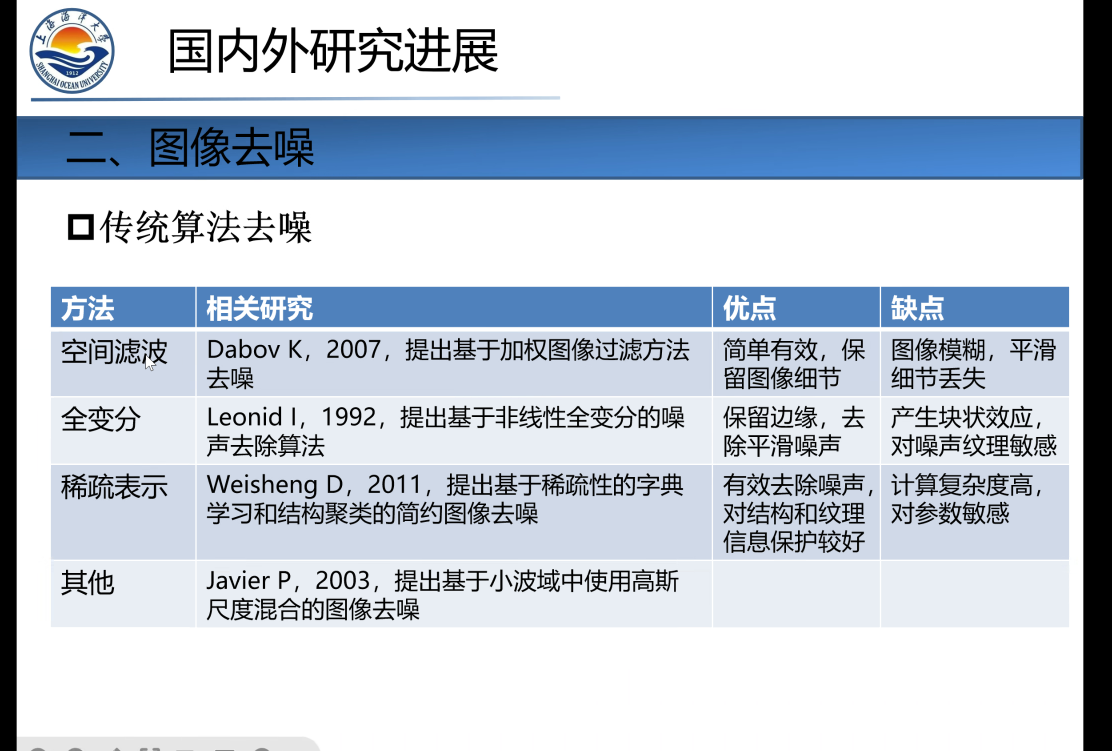 上海海洋大学
SHANGHAI OCEAN UNIVERSITY
1912
国内外研究进展
二、图像去噪
传统算法去噪
方法 相关研究 优点 缺点
空间滤波
Dabov K，2007，提出基于加权图像过滤方法
去噪
简单有效，保
留图像细节
图像模糊，平滑
细节丢失
全变分
Leonid I，1992，提出基于非线性全变分的噪
声去除算法
保留边缘，去
除平滑噪声
产生块状效应，
对噪声纹理敏感
稀疏表示
Weisheng D，2011，提出基于稀疏性的字典
学习和结构聚类的简约图像去噪
有效去除噪声，
对结构和纹理
信息保护较好
计算复杂度高，
对参数敏感
其他
Javier P，2003，提出基于小波域中使用高斯
尺度混合的图像去噪